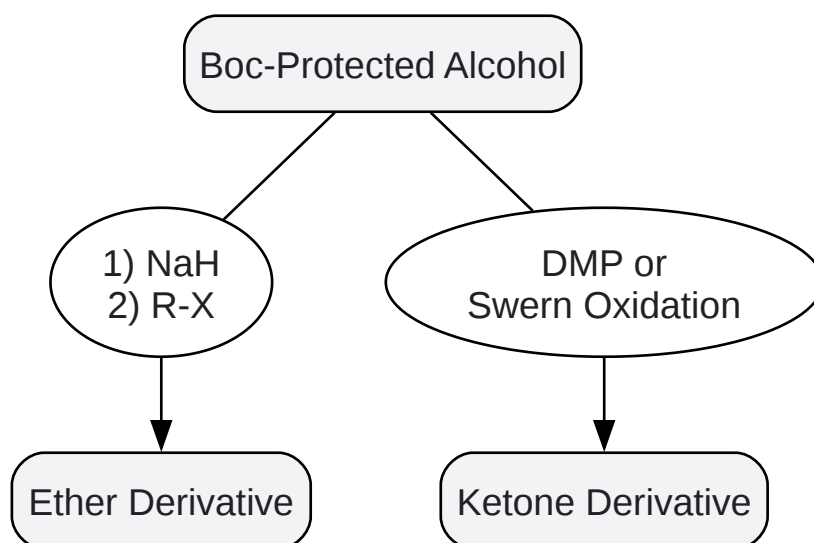 Boc-Protected Alcohol
1) NaH
2) R-X
DMP or
Swern Oxidation
Ether Derivative
Ketone Derivative